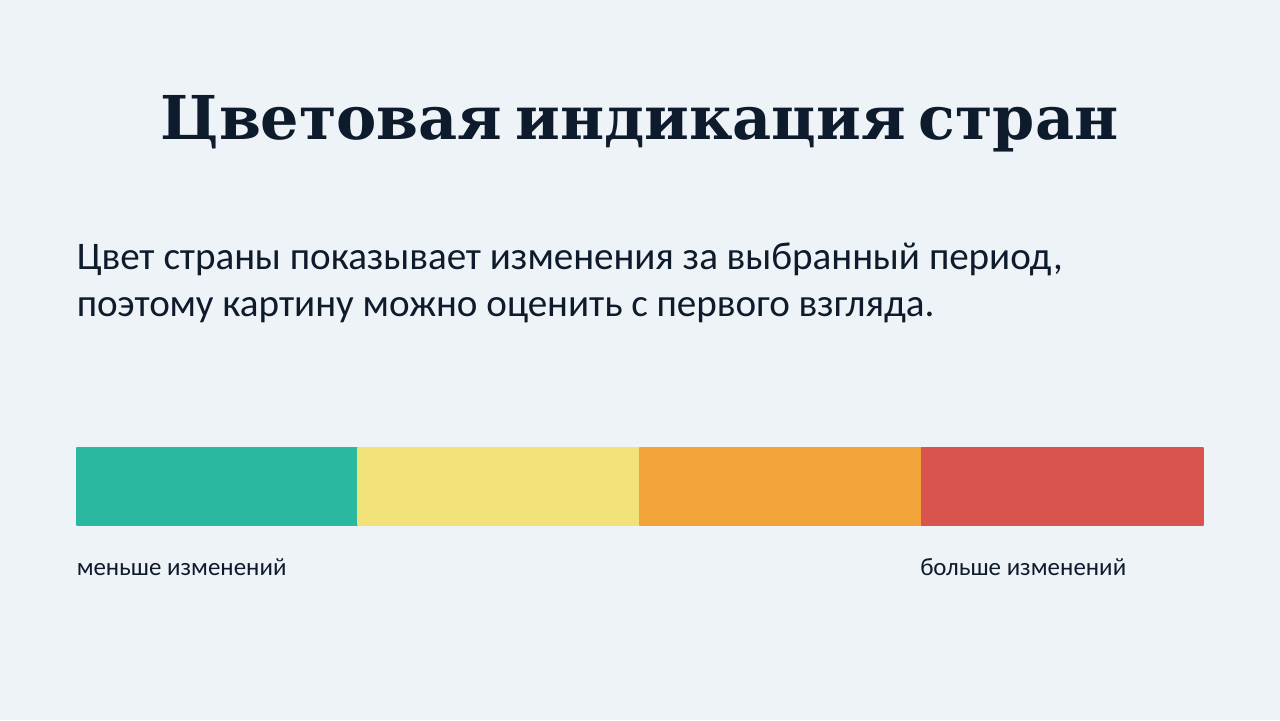 Цветовая индикация стран
Цвет страны показывает изменения за выбранный период,
поэтому картину можно оценить с первого взгляда.
меньше изменений
больше изменений